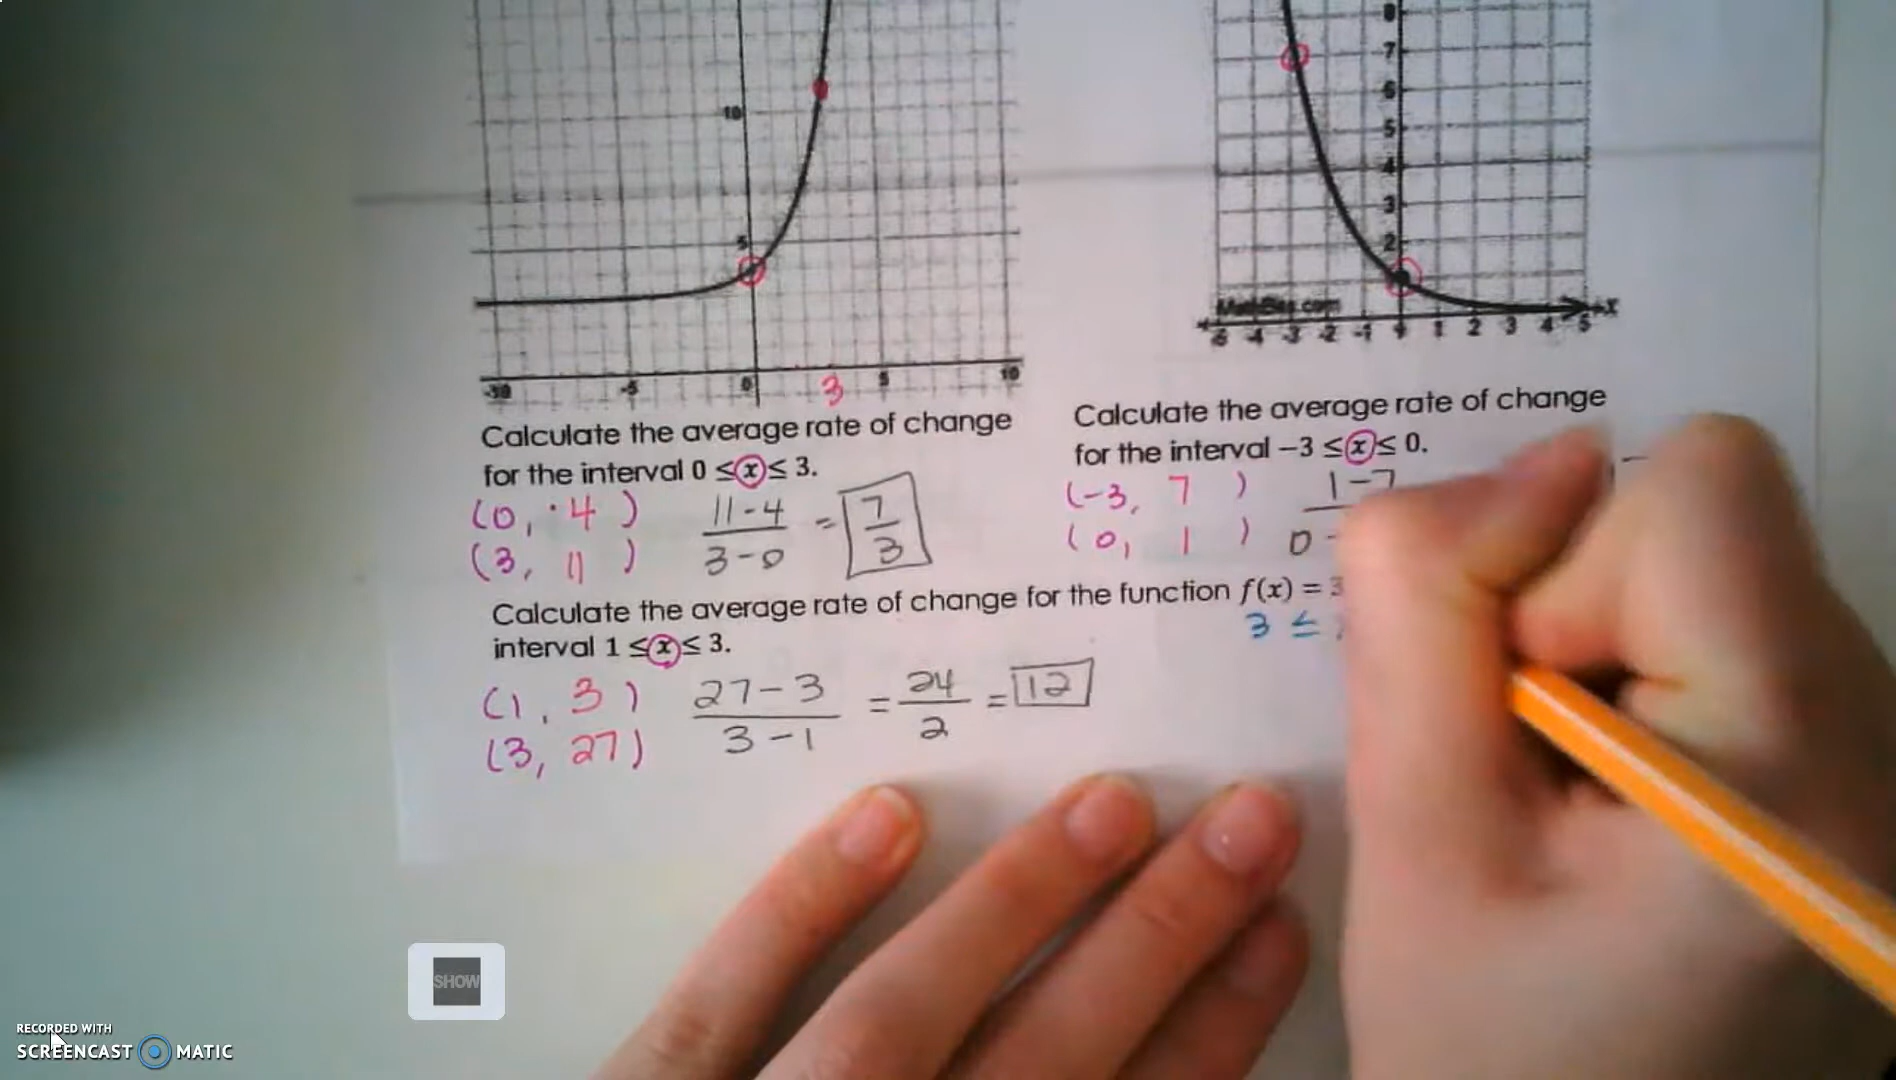 10
5
-10 -5 0 3 5 10
8
7
6
5
4
3
2
-4 -3 -2 -1 1 2 3 4 5
x
Calculate the average rate of change
for the interval 0 ≤ x ≤ 3.
(0, 4 ) 11-4 = 7
(3, 11 ) 3-0 3
Calculate the average rate of change
for the interval −3 ≤ x ≤ 0.
(-3, 7 ) 1-7
(0, 1 ) 0 -
Calculate the average rate of change for the function f(x) = 3
interval 1 ≤ x ≤ 3.
3 ≤
(1, 3 ) 27-3 = 24 = 12
(3, 27) 3-1 2
SHOW
RECORDED WITH
SCREENCAST MATIC